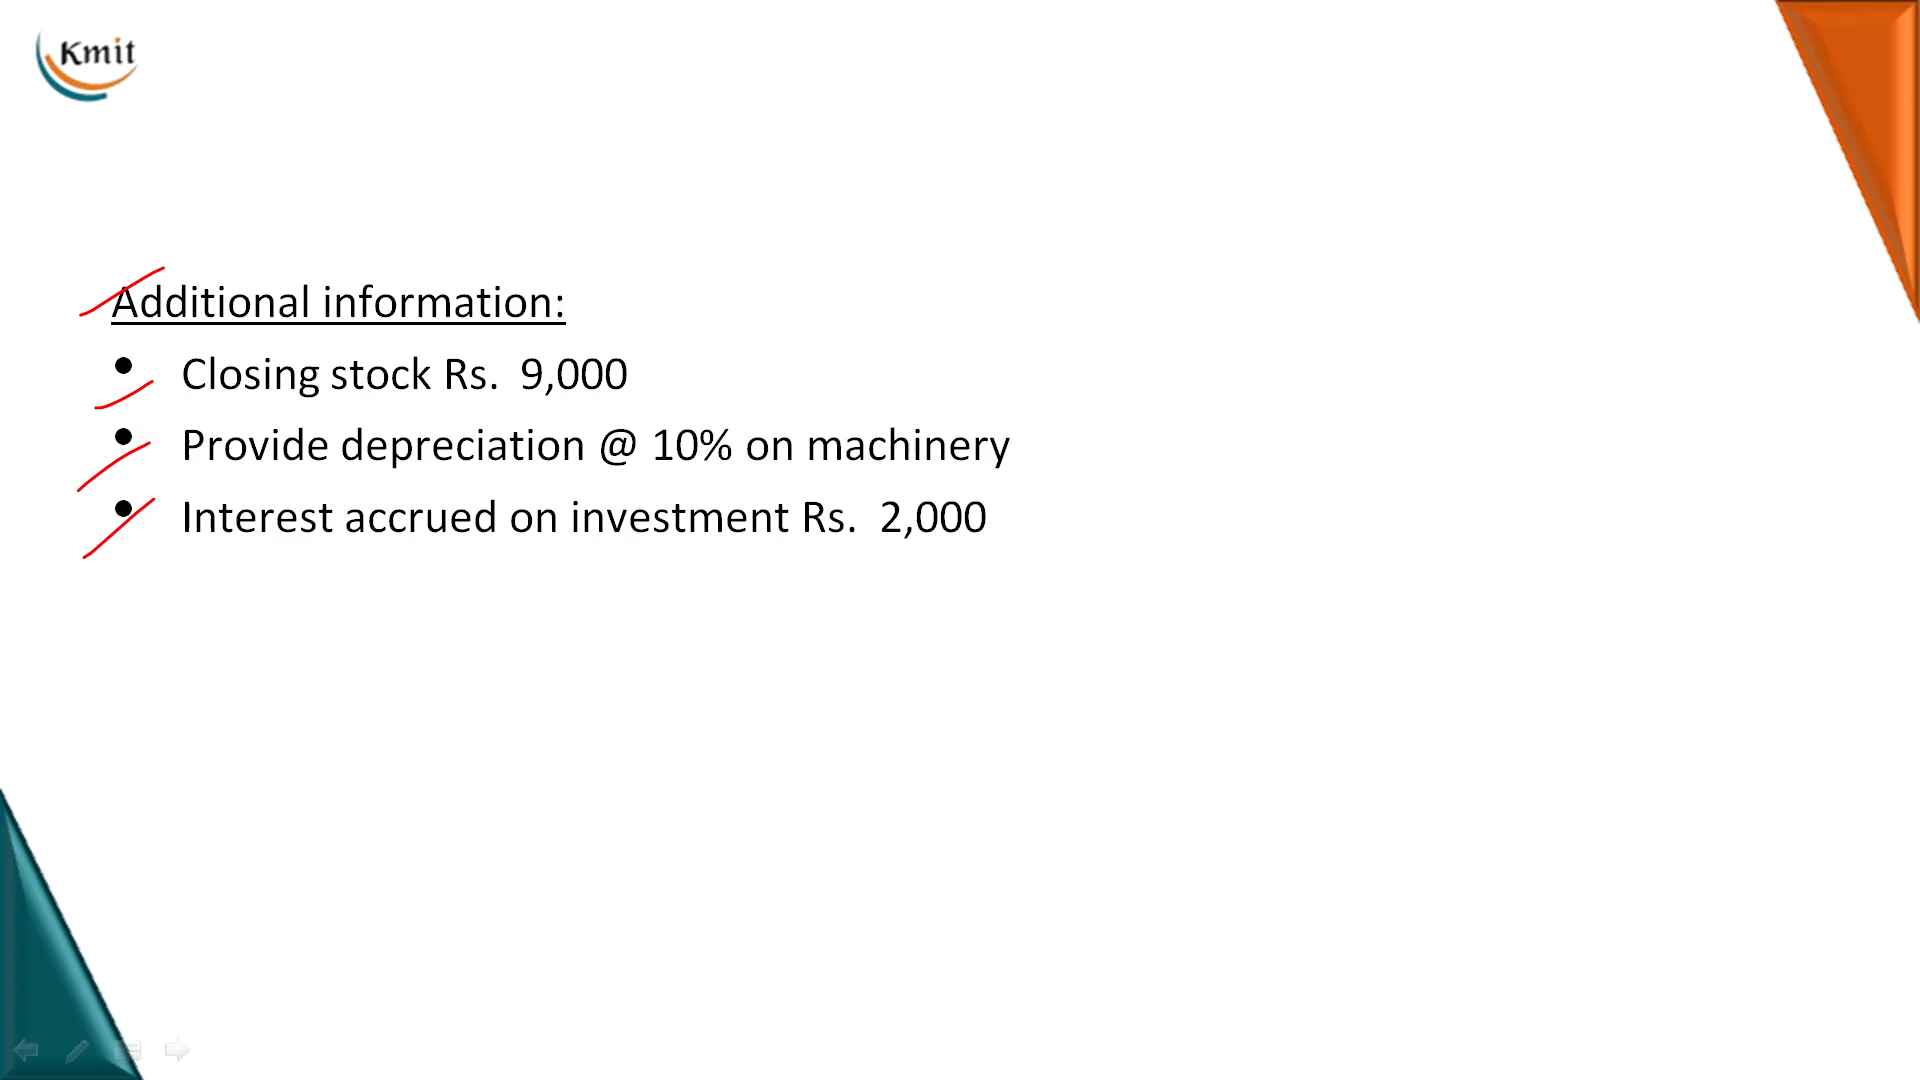 Kmit
Additional information:
• Closing stock Rs. 9,000
• Provide depreciation @ 10% on machinery
• Interest accrued on investment Rs. 2,000